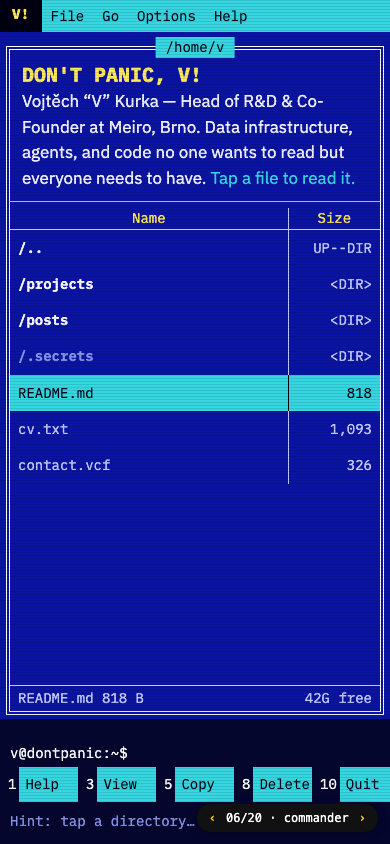 V! File Go Options Help
/home/v
DON'T PANIC, V!
Vojtěch “V” Kurka — Head of R&D & Co-
Founder at Meiro, Brno. Data infrastructure,
agents, and code no one wants to read but
everyone needs to have. Tap a file to read it.
Name Size
/.. UP--DIR
/projects <DIR>
/posts <DIR>
/.secrets <DIR>
README.md 818
cv.txt 1,093
contact.vcf 326
README.md 818 B 42G free
v@dontpanic:~$
1 Help 3 View 5 Copy 8 Delete 10 Quit
Hint: tap a directory… ‹ 06/20 · commander ›